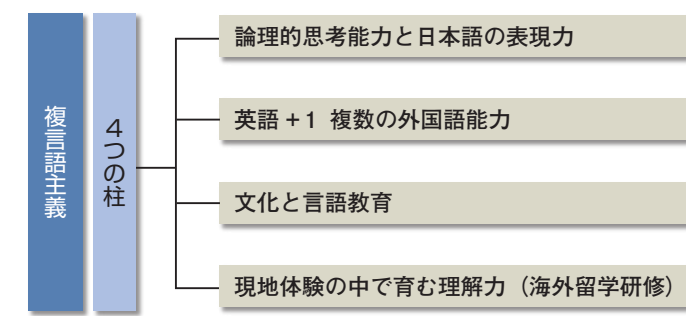 複言語主義
4つの柱
論理的思考能力と日本語の表現力
英語+1 複数の外国語能力
文化と言語教育
現地体験の中で育む理解力（海外留学研修）